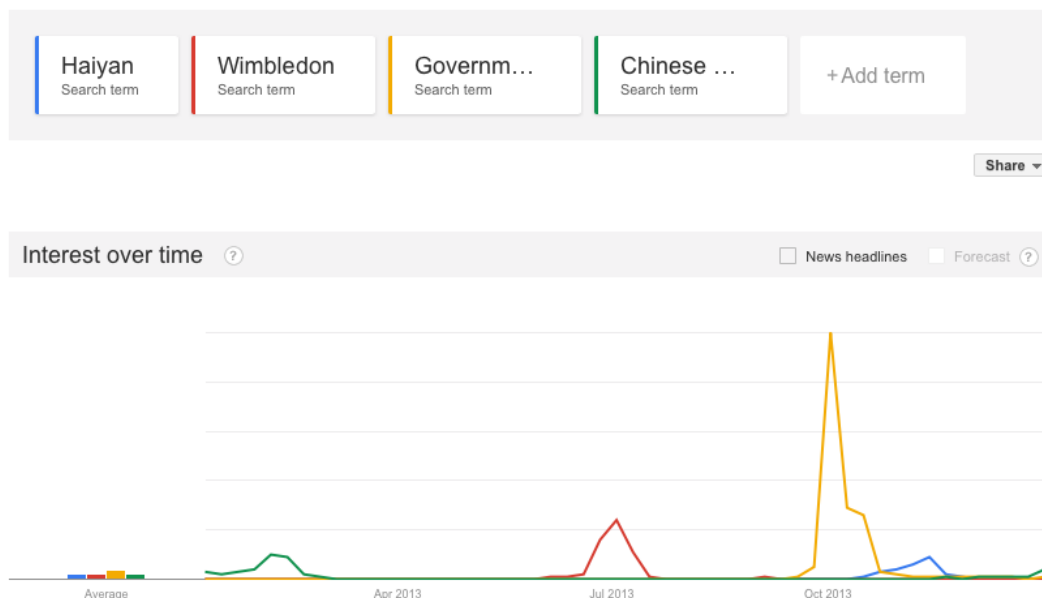 Haiyan
Search term
Wimbledon
Search term
Governm...
Search term
Chinese ...
Search term
+Add term
Share
Interest over time ?
News headlines
Forecast ?
Average
Apr 2013
Jul 2013
Oct 2013